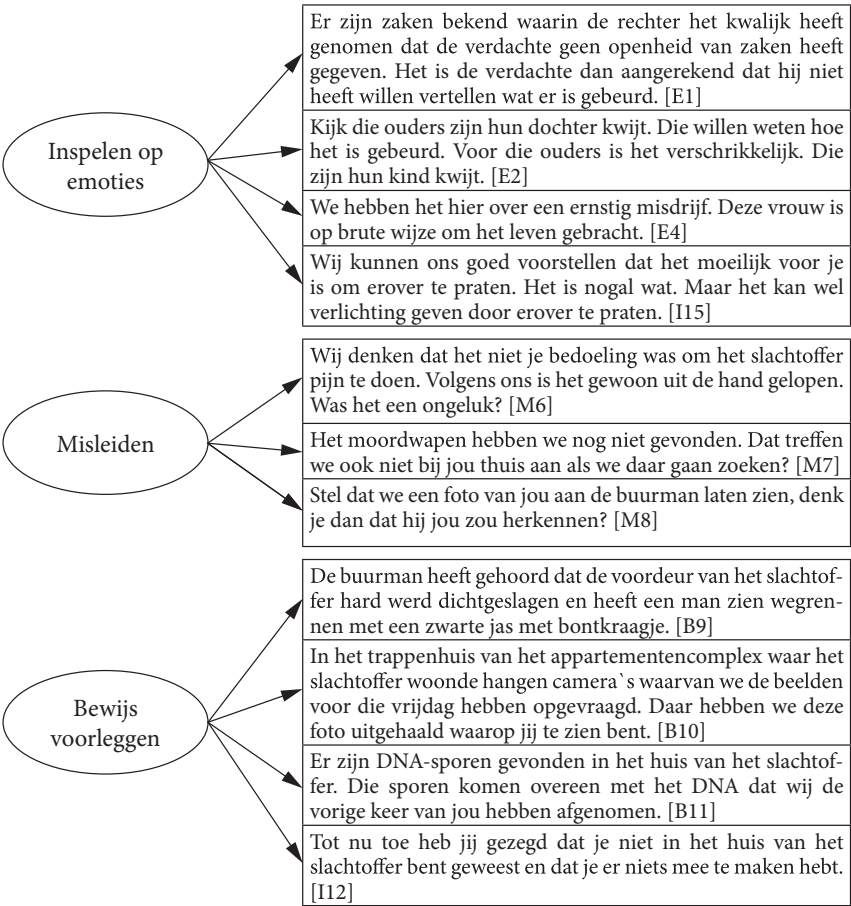 Inspelen op
emoties
Er zijn zaken bekend waarin de rechter het kwalijk heeft
genomen dat de verdachte geen openheid van zaken heeft
gegeven. Het is de verdachte dan aangerekend dat hij niet
heeft willen vertellen wat er is gebeurd. [E1]
Kijk die ouders zijn hun dochter kwijt. Die willen weten hoe
het is gebeurd. Voor die ouders is het verschrikkelijk. Die
zijn hun kind kwijt. [E2]
We hebben het hier over een ernstig misdrijf. Deze vrouw is
op brute wijze om het leven gebracht. [E4]
Wij kunnen ons goed voorstellen dat het moeilijk voor je
is om erover te praten. Het is nogal wat. Maar het kan wel
verlichting geven door erover te praten. [I15]
Misleiden
Wij denken dat het niet je bedoeling was om het slachtoffer
pijn te doen. Volgens ons is het gewoon uit de hand gelopen.
Was het een ongeluk? [M6]
Het moordwapen hebben we nog niet gevonden. Dat treffen
we ook niet bij jou thuis aan als we daar gaan zoeken? [M7]
Stel dat we een foto van jou aan de buurman laten zien, denk
je dan dat hij jou zou herkennen? [M8]
Bewijs
voorleggen
De buurman heeft gehoord dat de voordeur van het slachtof-
fer hard werd dichtgeslagen en heeft een man zien wegren-
nen met een zwarte jas met bontkraagje. [B9]
In het trappenhuis van het appartementencomplex waar het
slachtoffer woonde hangen camera`s waarvan we de beelden
voor die vrijdag hebben opgevraagd. Daar hebben we deze
foto uitgehaald waarop jij te zien bent. [B10]
Er zijn DNA-sporen gevonden in het huis van het slachtof-
fer. Die sporen komen overeen met het DNA dat wij de
vorige keer van jou hebben afgenomen. [B11]
Tot nu toe heb jij gezegd dat je niet in het huis van het
slachtoffer bent geweest en dat je er niets mee te maken hebt.
[I12]